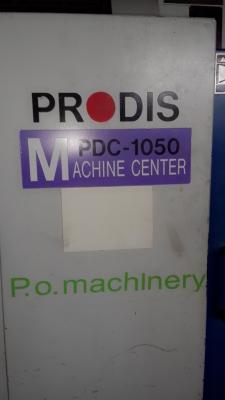 PRODIS
PDC-1050
MACHINE CENTER
P.o.machinery